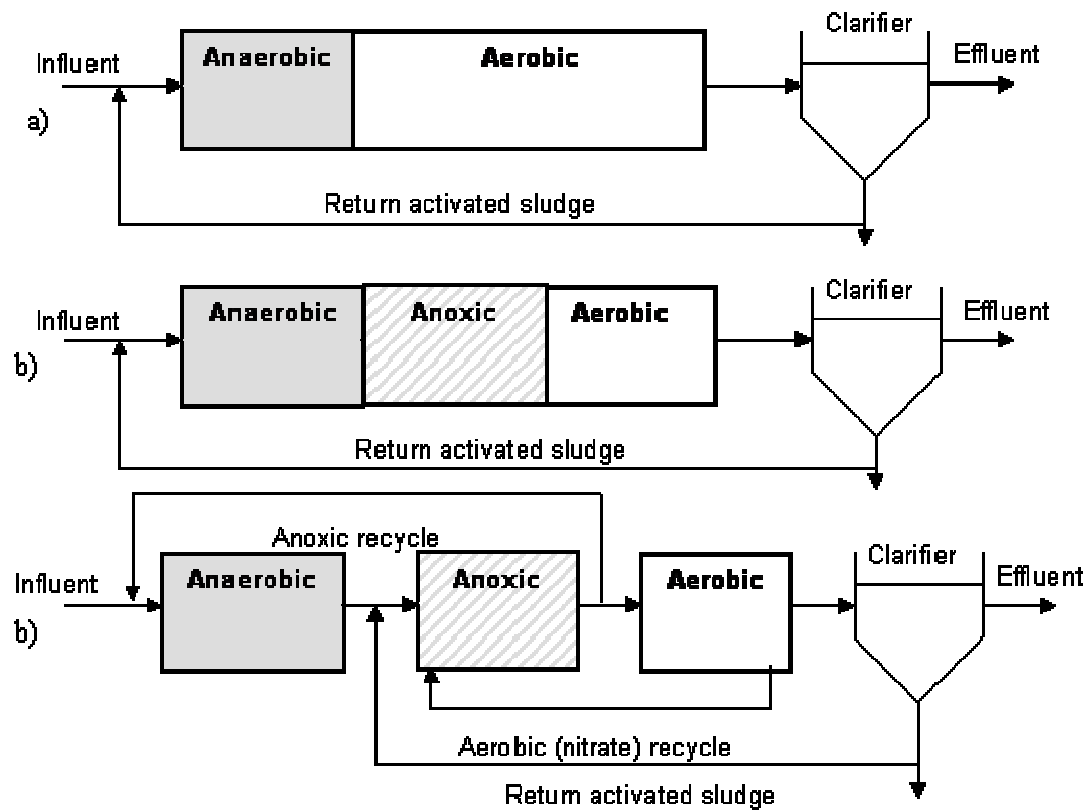 Clarifier
Influent
Anaerobic
Aerobic
Effluent
a)
Return activated sludge
Clarifier
Influent
Anaerobic
Anoxic
Aerobic
Effluent
b)
Return activated sludge
Anoxic recycle
Clarifier
Influent
Anaerobic
Anoxic
Aerobic
Effluent
b)
Aerobic (nitrate) recycle
Return activated sludge